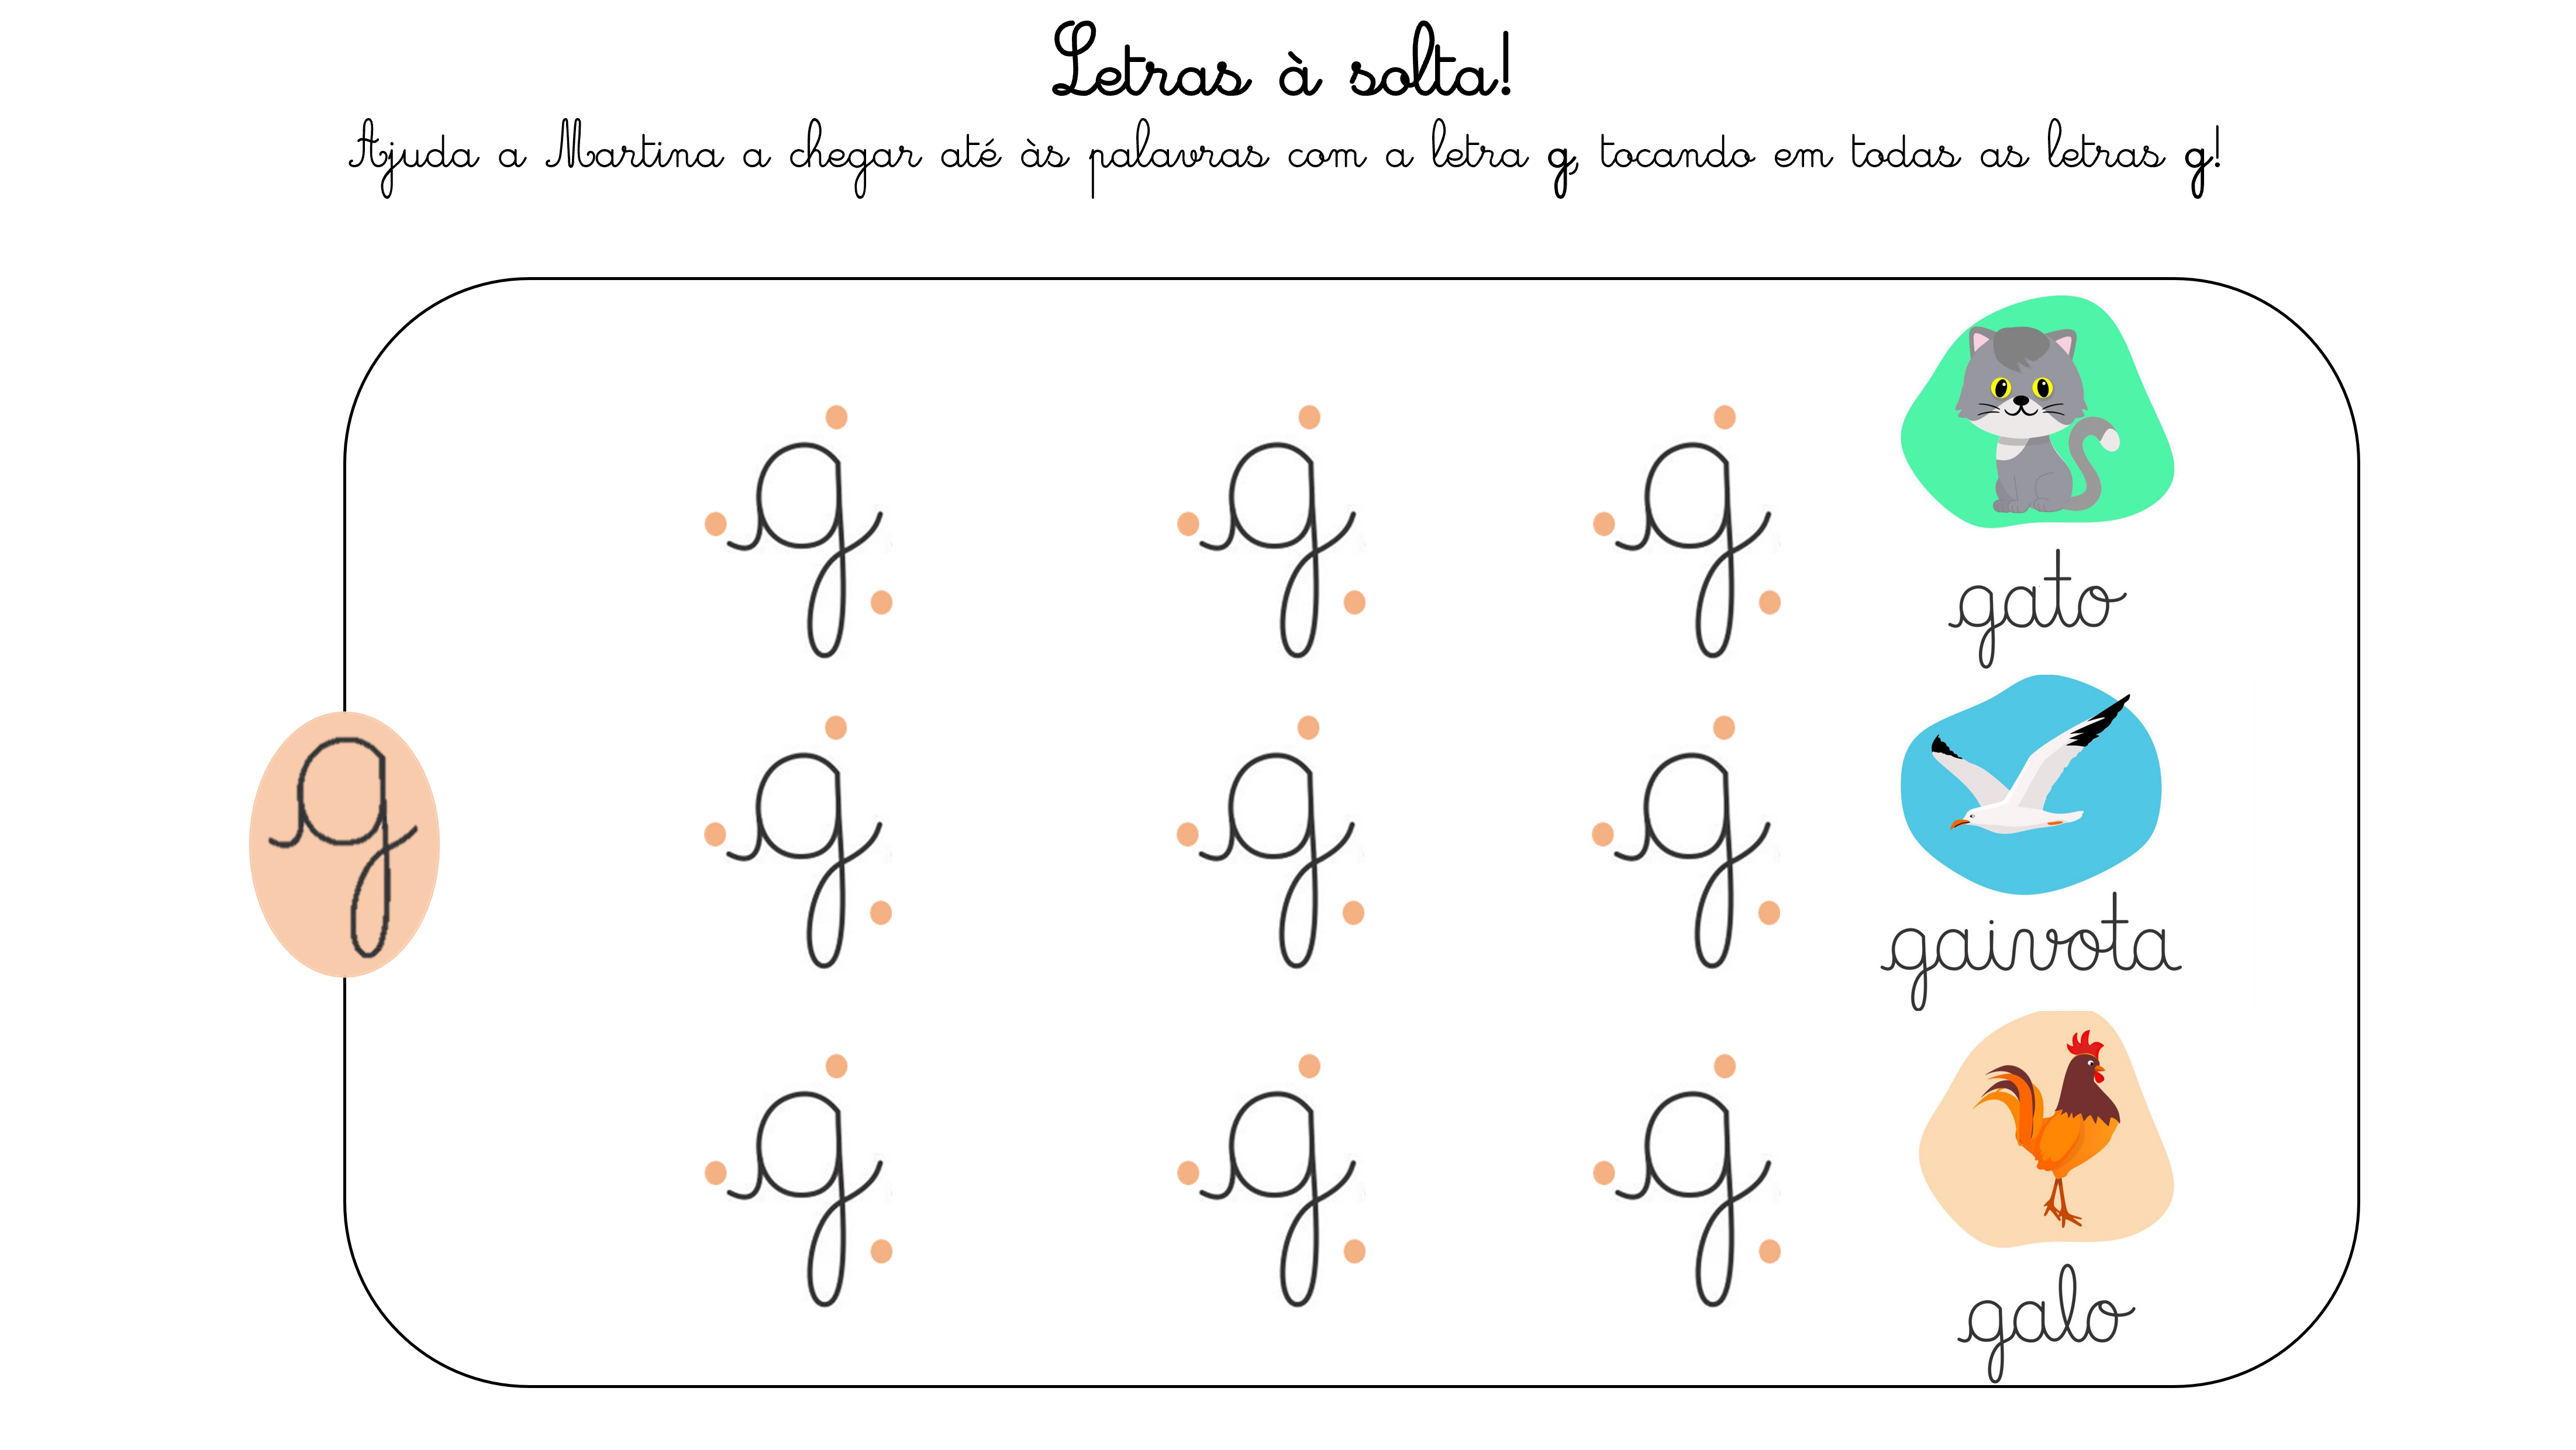 Letras à solta!
Ajuda a Martina a chegar até às palavras com a letra g, tocando em todas as letras g!
g g g
gato
g
g g g
gaivota
g g g
galo